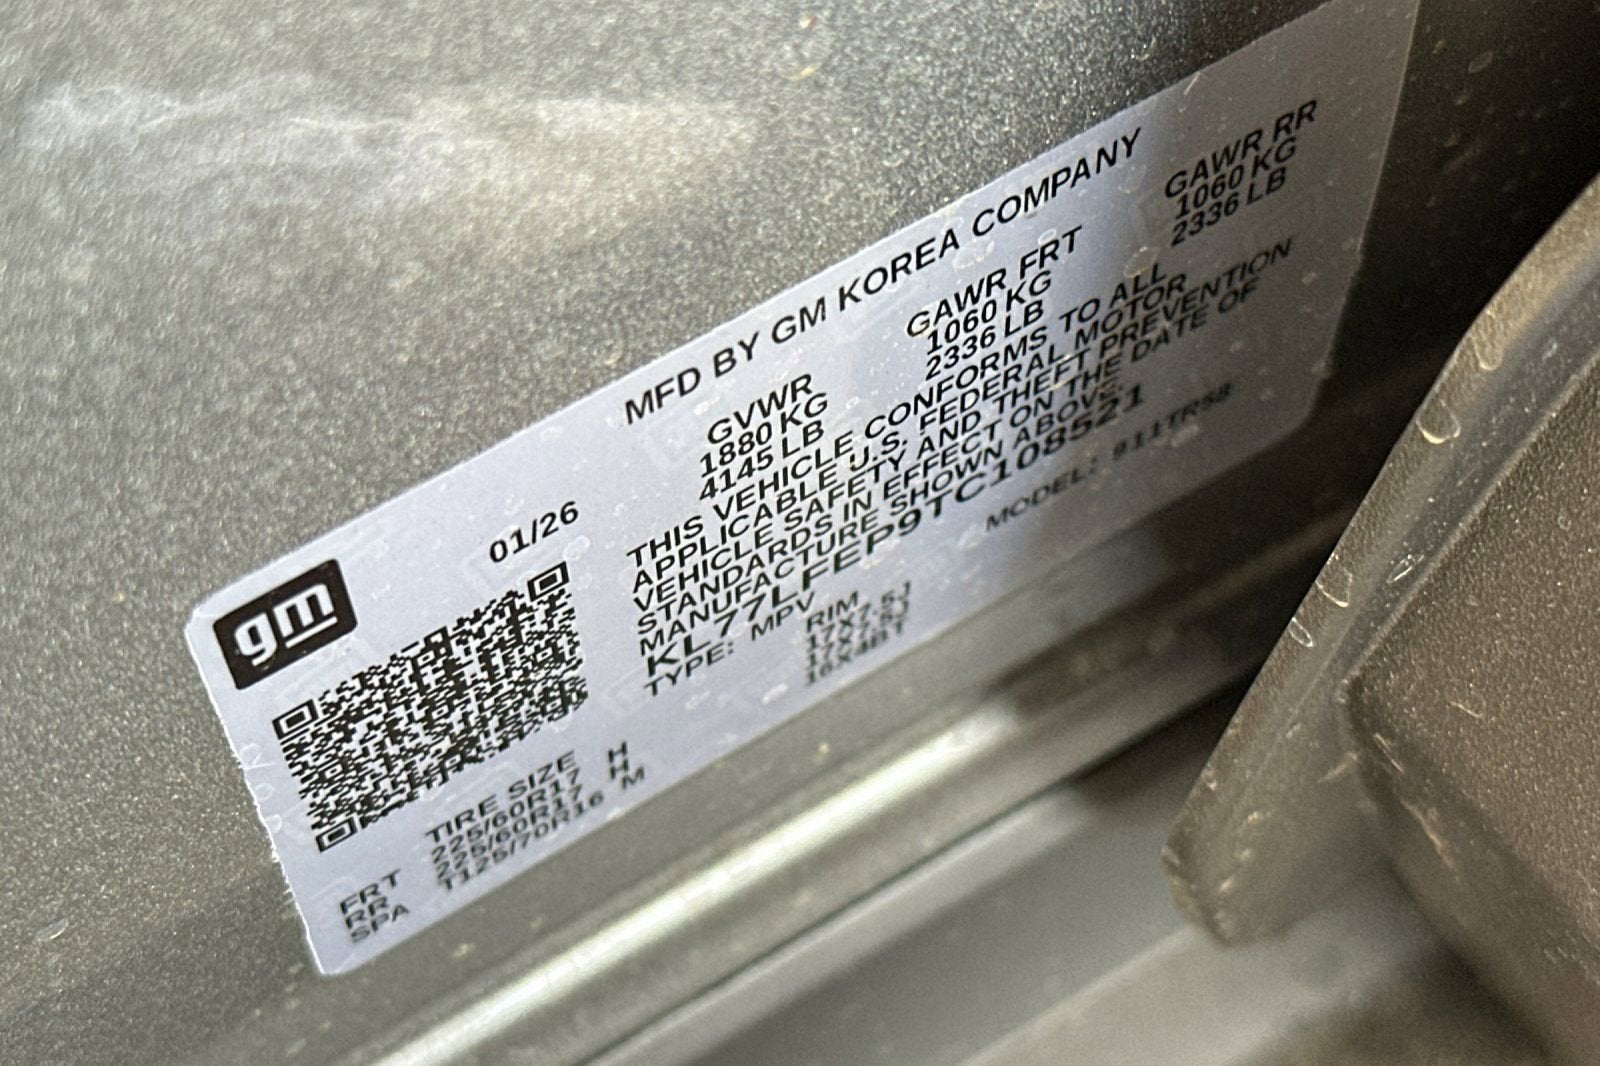 gm
01/26
MFD BY GM KOREA COMPANY
GVWR GAWR FRT GAWR RR
1880 KG 1060 KG 1060 KG
4145 LB 2336 LB 2336 LB
THIS VEHICLE CONFORMS TO ALL
APPLICABLE U.S. FEDERAL MOTOR
VEHICLE SAFETY AND THEFT PREVENTION
STANDARDS IN EFFECT ON THE DATE OF
MANUFACTURE SHOWN ABOVE.
KL77LFEP9TC108521
TYPE: MPV MODEL: 911TR58
TIRE SIZE RIM
FRT 225/60R17 H 17X7.5J
RR 225/60R17 H 17X7.5J
SPA T125/70R16 M 16X4BT